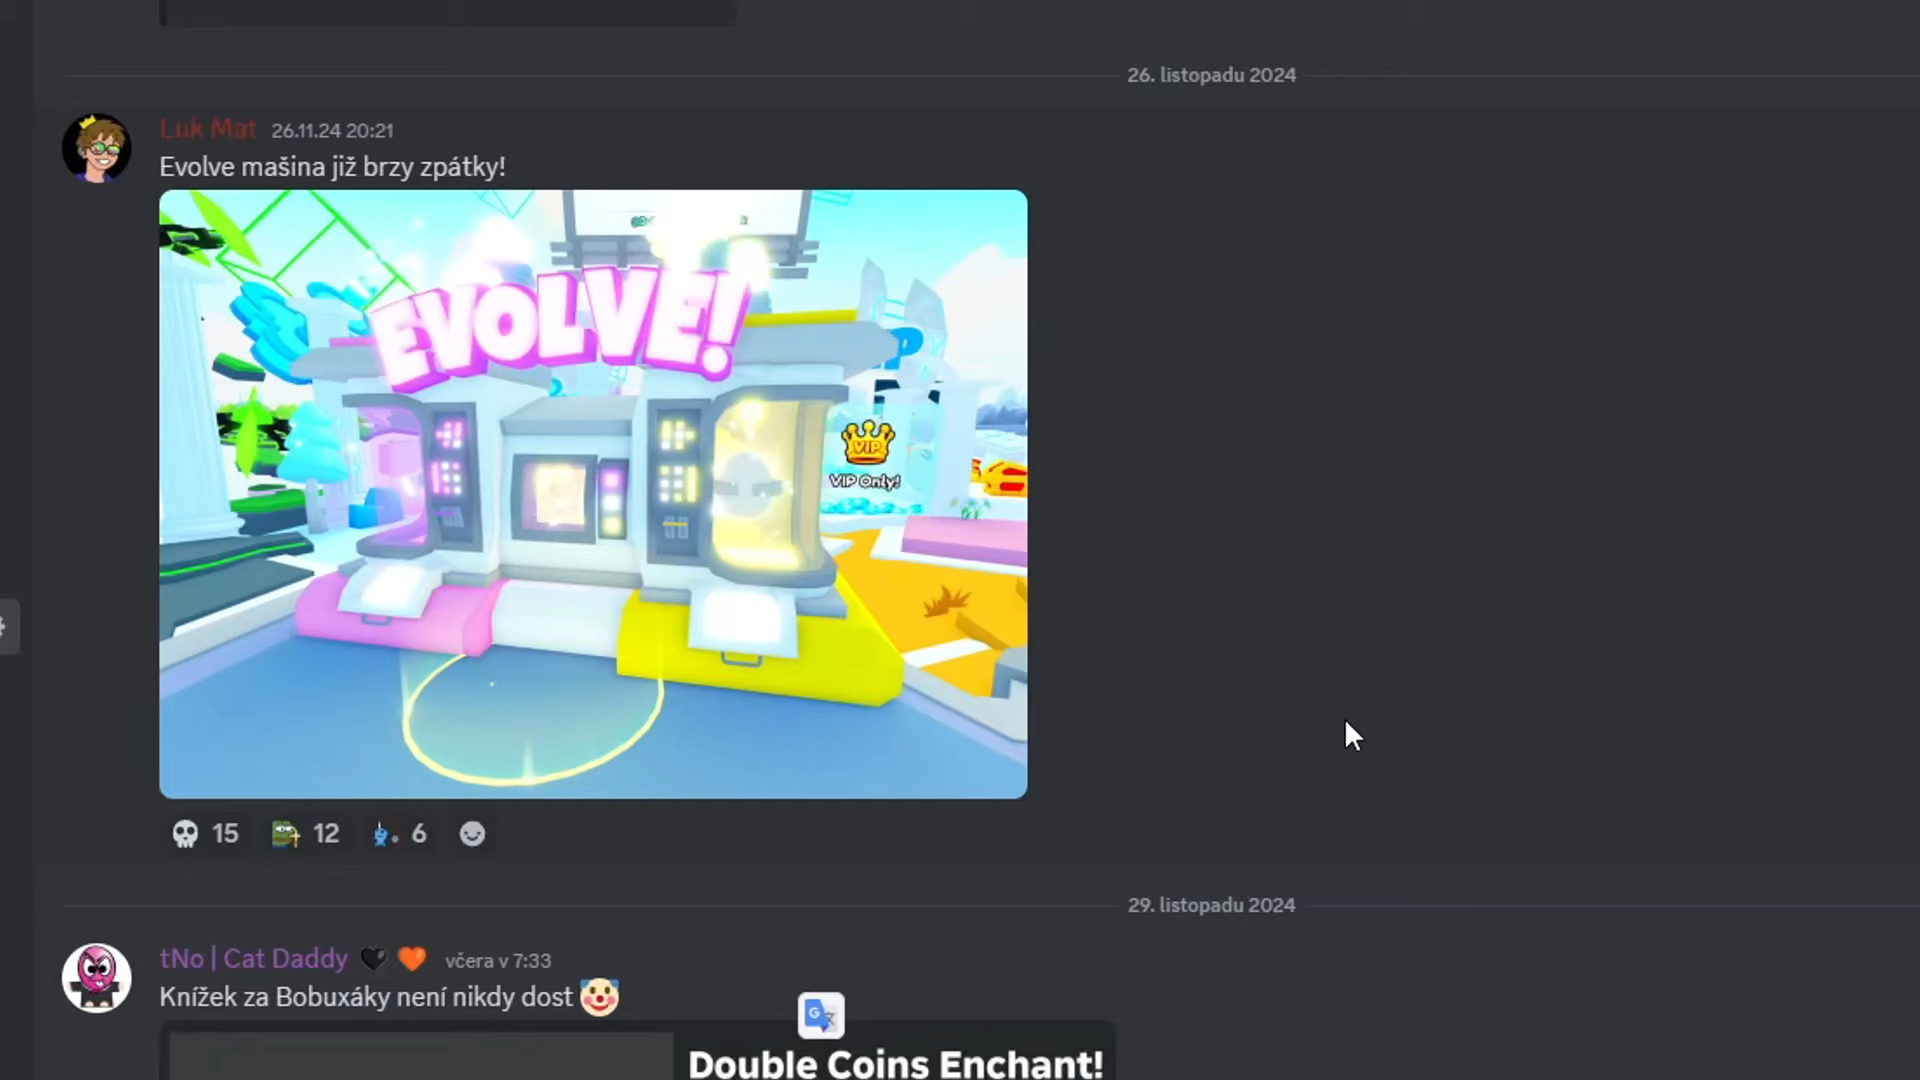 26. listopadu 2024
Luk Mat 26.11.24 20:21
Evolve mašina již brzy zpátky!
EVOLVE!
VIP
VIP Only!
15 12 6
29. listopadu 2024
tNo | Cat Daddy včera v 7:33
Knížek za Bobuxáky není nikdy dost
Double Coins Enchant!